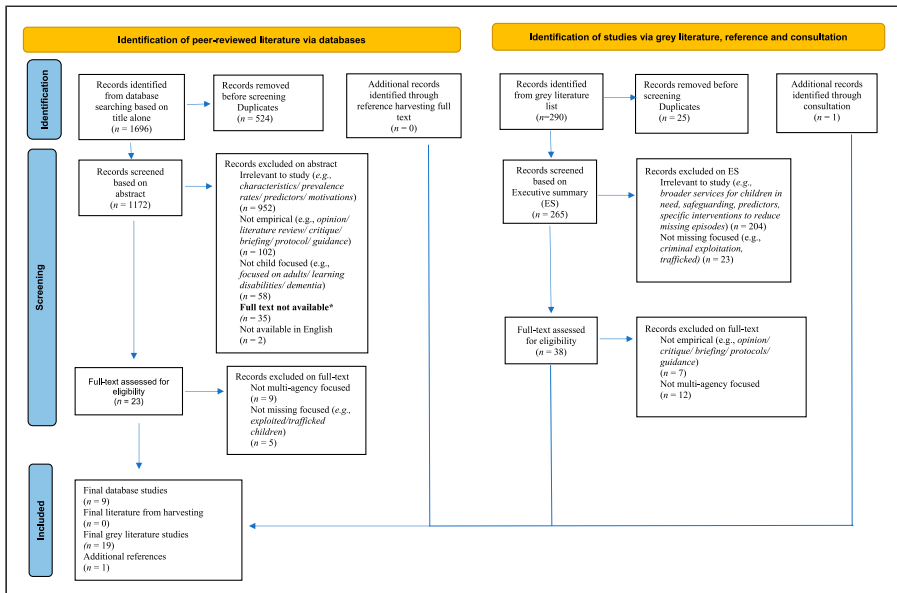 Identification of peer-reviewed literature via databases
Identification of studies via grey literature, reference and consultation
Identification
Records identified
from database
searching based on
title alone
(n = 1696)
Records removed
before screening
Duplicates
(n = 524)
Additional records
identified through
reference harvesting full
text
(n = 0)
Records identified
from grey literature
list
(n=290)
Records removed before
screening
Duplicates
(n = 25)
Additional records
identified through
consultation
(n = 1)
Screening
Records screened
based on
abstract
(n = 1172)
Records excluded on abstract
Irrelevant to study (e.g.,
characteristics/ prevalence
rates/ predictors/ motivations)
(n = 952)
Not empirical (e.g., opinion/
literature review/ critique/
briefing/ protocol/ guidance)
(n = 102)
Not child focused (e.g.,
focused on adults/ learning
disabilities/ dementia)
(n = 58)
Full text not available*
(n = 35)
Not available in English
(n = 2)
Records screened
based on
Executive summary
(ES)
(n = 265)
Records excluded on ES
Irrelevant to study (e.g.,
broader services for children in
need, safeguarding, predictors,
specific interventions to reduce
missing episodes) (n = 204)
Not missing focused (e.g.,
criminal exploitation,
trafficked) (n = 23)
Full-text assessed
for eligibility
(n = 38)
Records excluded on full-text
Not empirical (e.g., opinion/
critique/ briefing/ protocols/
guidance)
(n = 7)
Not multi-agency focused
(n = 12)
Full-text assessed for
eligibility
(n = 23)
Records excluded on full-text
Not multi-agency focused
(n = 9)
Not missing focused (e.g.,
exploited/trafficked
children)
(n = 5)
Included
Final database studies
(n = 9)
Final literature from harvesting
(n = 0)
Final grey literature studies
(n = 19)
Additional references
(n = 1)